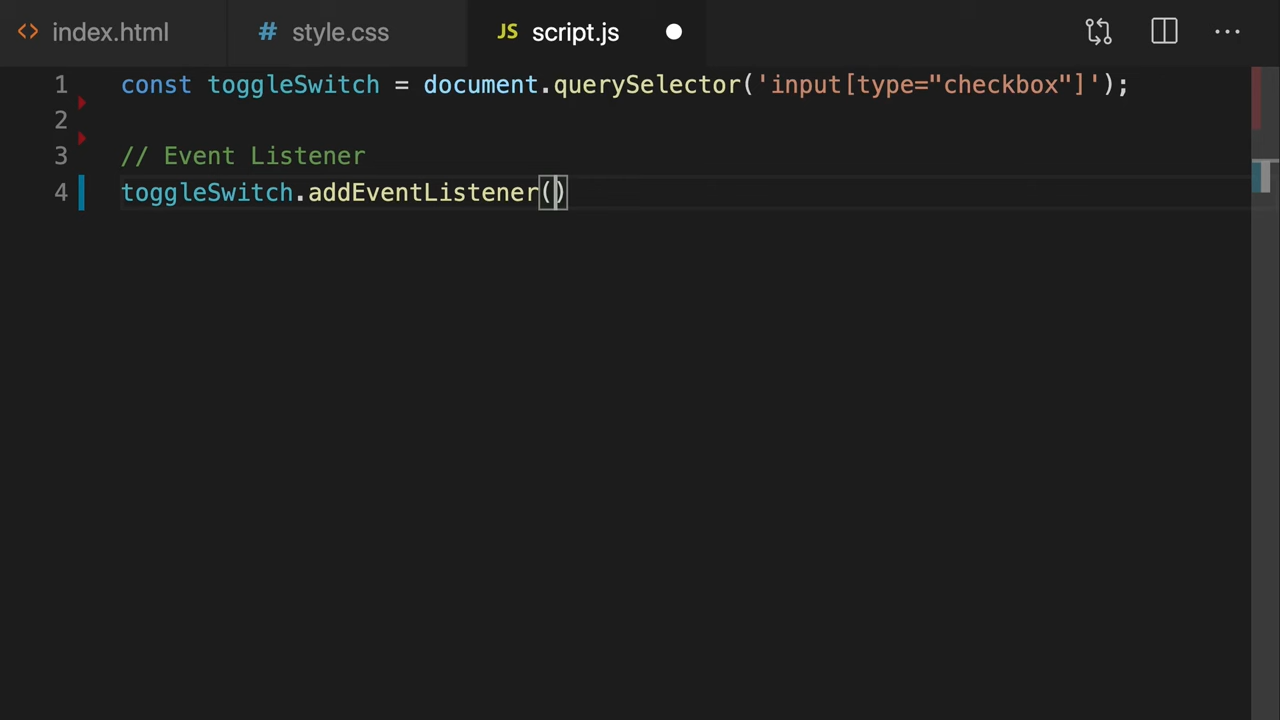 <> index.html # style.css JS script.js
1 const toggleSwitch = document.querySelector('input[type="checkbox"]');
2
3 // Event Listener
4 toggleSwitch.addEventListener()